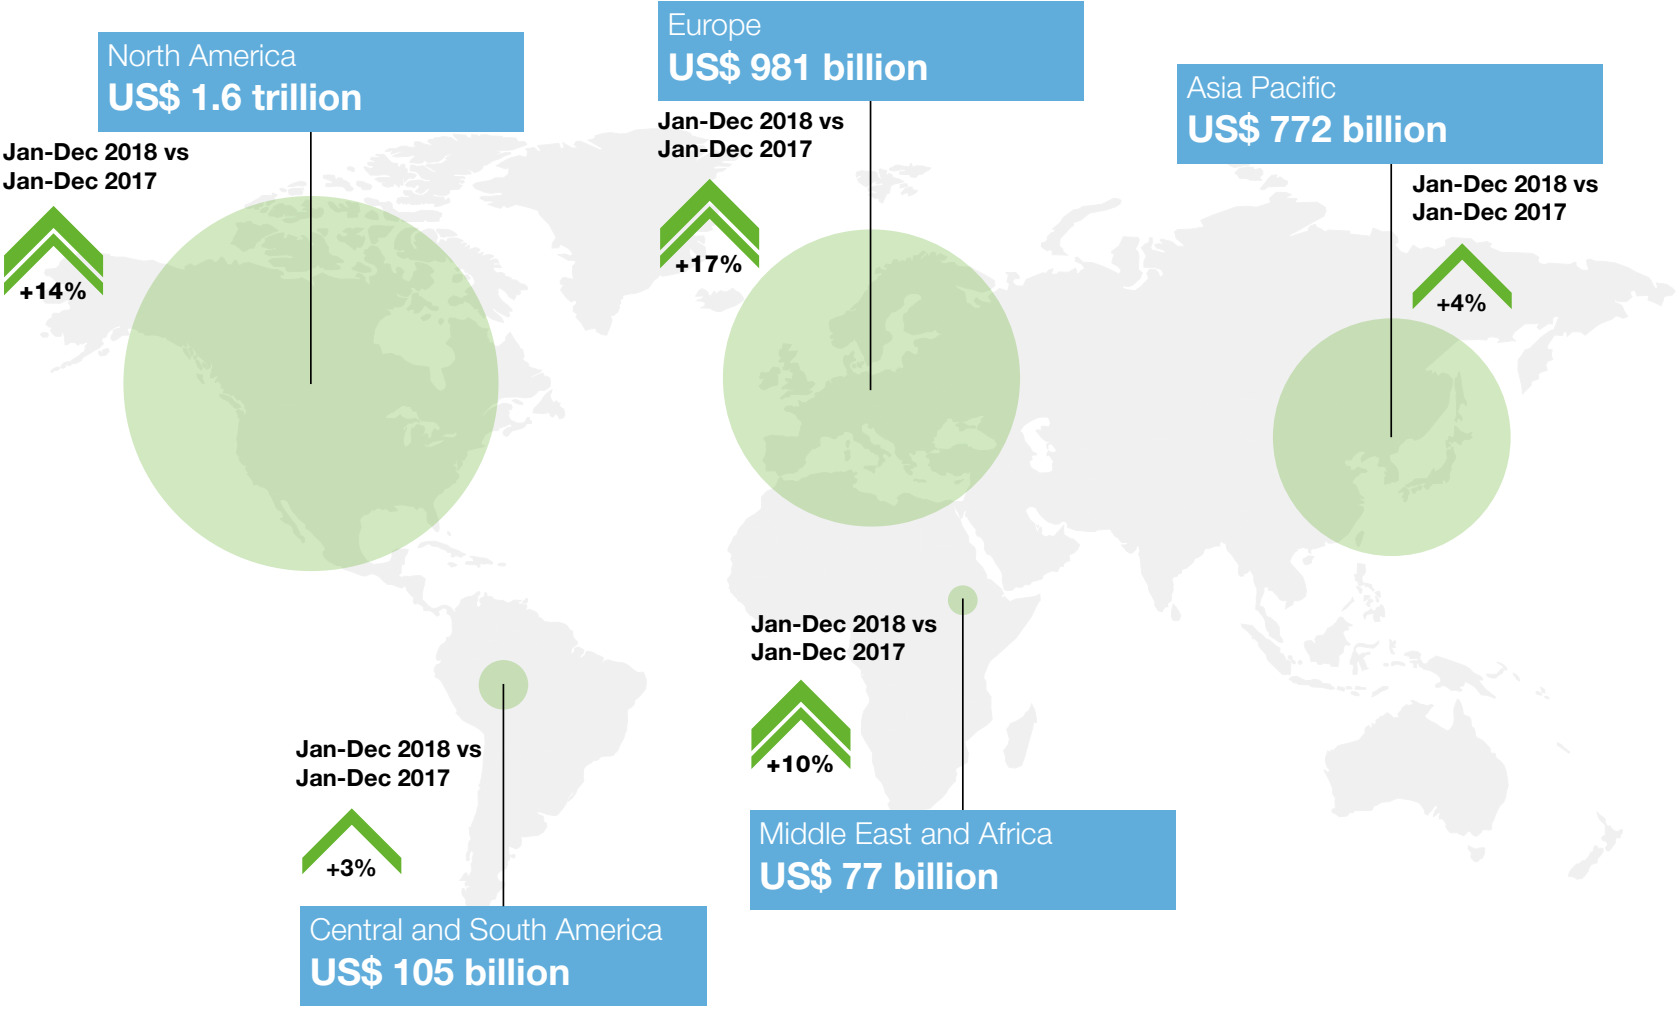 North America
US$ 1.6 trillion
Jan-Dec 2018 vs
Jan-Dec 2017
+14%
Europe
US$ 981 billion
Jan-Dec 2018 vs
Jan-Dec 2017
+17%
Asia Pacific
US$ 772 billion
Jan-Dec 2018 vs
Jan-Dec 2017
+4%
Jan-Dec 2018 vs
Jan-Dec 2017
+3%
Central and South America
US$ 105 billion
Jan-Dec 2018 vs
Jan-Dec 2017
+10%
Middle East and Africa
US$ 77 billion